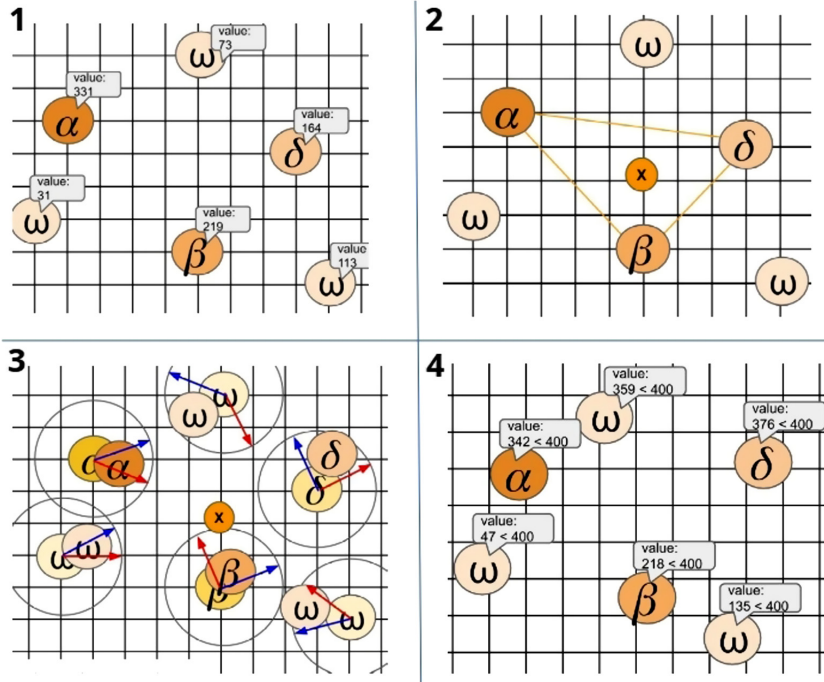 1
value:
73
ω
value:
331
α
value:
164
δ
value:
31
ω
value:
219
β
value
113
ω
2
ω
α
δ
x
ω
β
ω
3
ω
ω
α
δ
δ
x
ω
ω
β
β
ω
ω
4
value:
359 < 400
ω
value:
342 < 400
α
value:
376 < 400
δ
value:
47 < 400
ω
value:
218 < 400
β
value:
135 < 400
ω